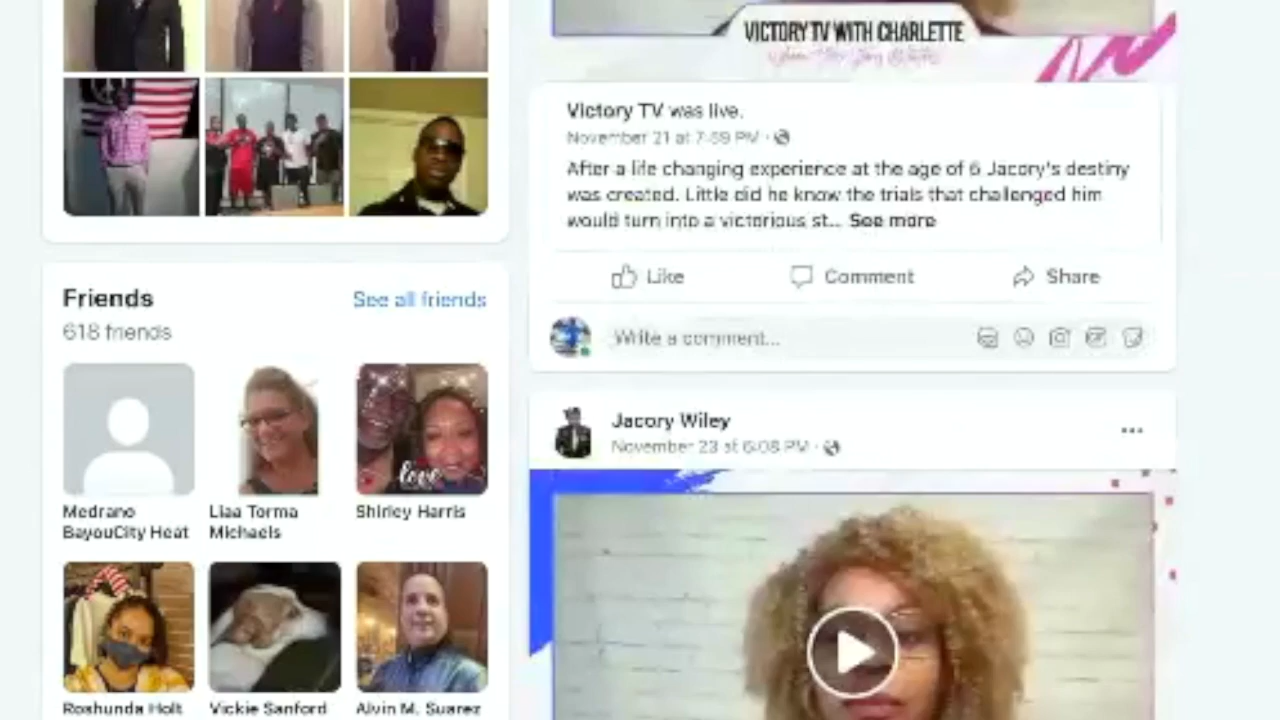 Friends
See all friends
618 friends
Medrano
BayouCity Heat
Lisa Torma
Michaels
love
Shirley Harris
Roshunda Holt
Vickie Sanford
Alvin M. Suarez
VICTORY TV WITH CHARLETTE
Victory TV was live.
November 21 at 7:59 PM ·
After a life changing experience at the age of 6 Jacory's destiny
was created. Little did he know the trials that challenged him
would turn into a victorious st... See more
Like
Comment
Share
Write a comment...
Jacory Wiley
November 23 at 6:08 PM ·